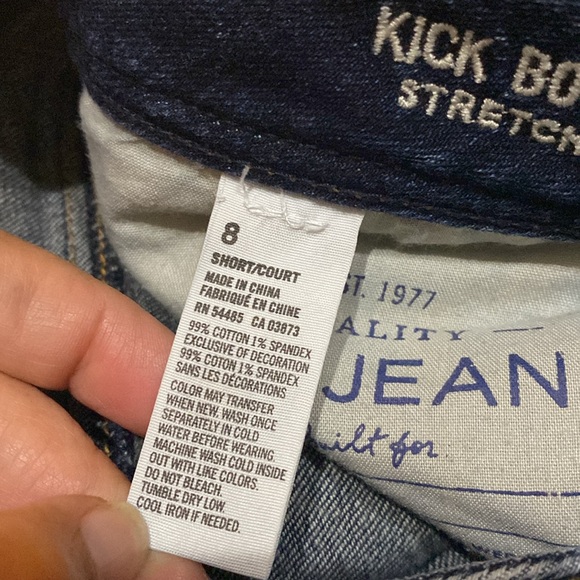 KICK BO
STRETCH
8
SHORT/COURT
MADE IN CHINA
FABRIQUÉ EN CHINE
RN 54485 CA 03873
99% COTTON 1% SPANDEX
EXCLUSIVE OF DECORATION
99% COTON 1% SPANDEX
SANS LES DÉCORATIONS
COLOR MAY TRANSFER
WHEN NEW. WASH ONCE
SEPARATELY IN COLD
WATER BEFORE WEARING.
MACHINE WASH COLD INSIDE
OUT WITH LIKE COLORS.
DO NOT BLEACH.
TUMBLE DRY LOW.
COOL IRON IF NEEDED.
ST. 1977
ALITY
JEAN
uilt for